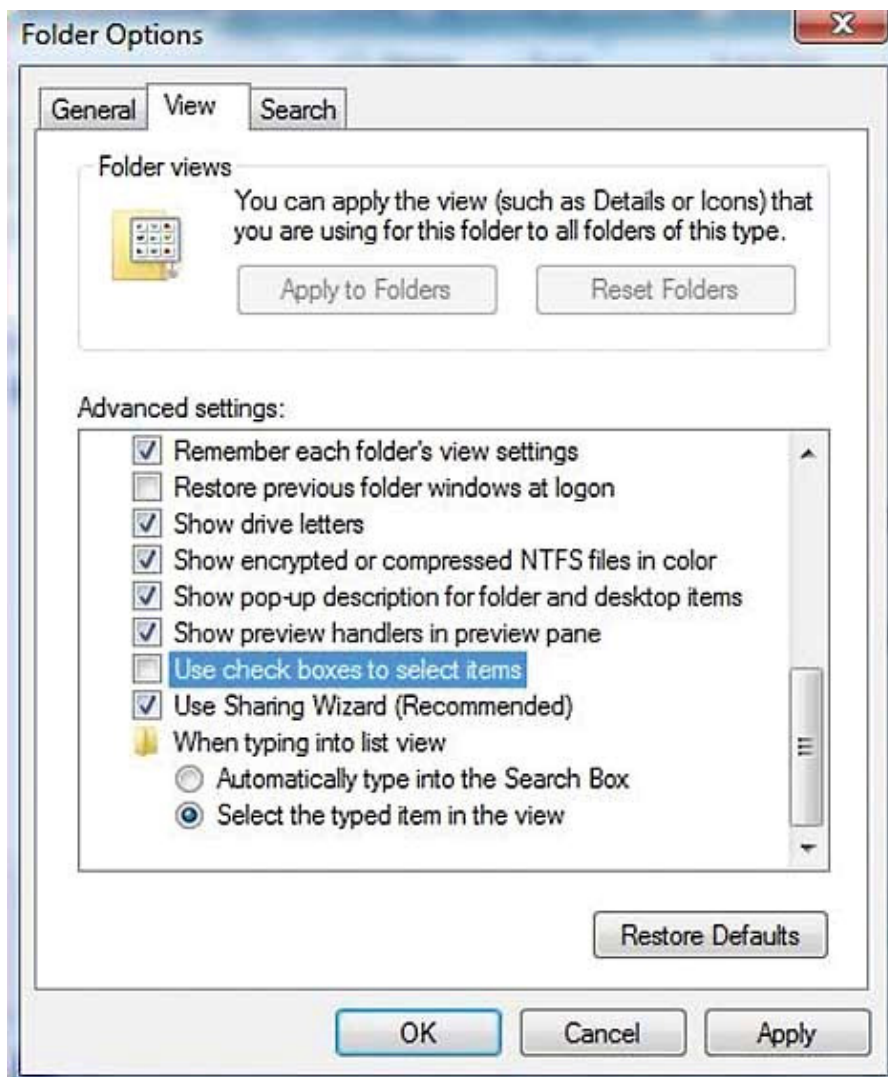 Folder Options
General View Search
Folder views
You can apply the view (such as Details or Icons) that
you are using for this folder to all folders of this type.
Apply to Folders Reset Folders
Advanced settings:
Remember each folder's view settings
Restore previous folder windows at logon
Show drive letters
Show encrypted or compressed NTFS files in color
Show pop-up description for folder and desktop items
Show preview handlers in preview pane
Use check boxes to select items
Use Sharing Wizard (Recommended)
When typing into list view
Automatically type into the Search Box
Select the typed item in the view
Restore Defaults
OK Cancel Apply